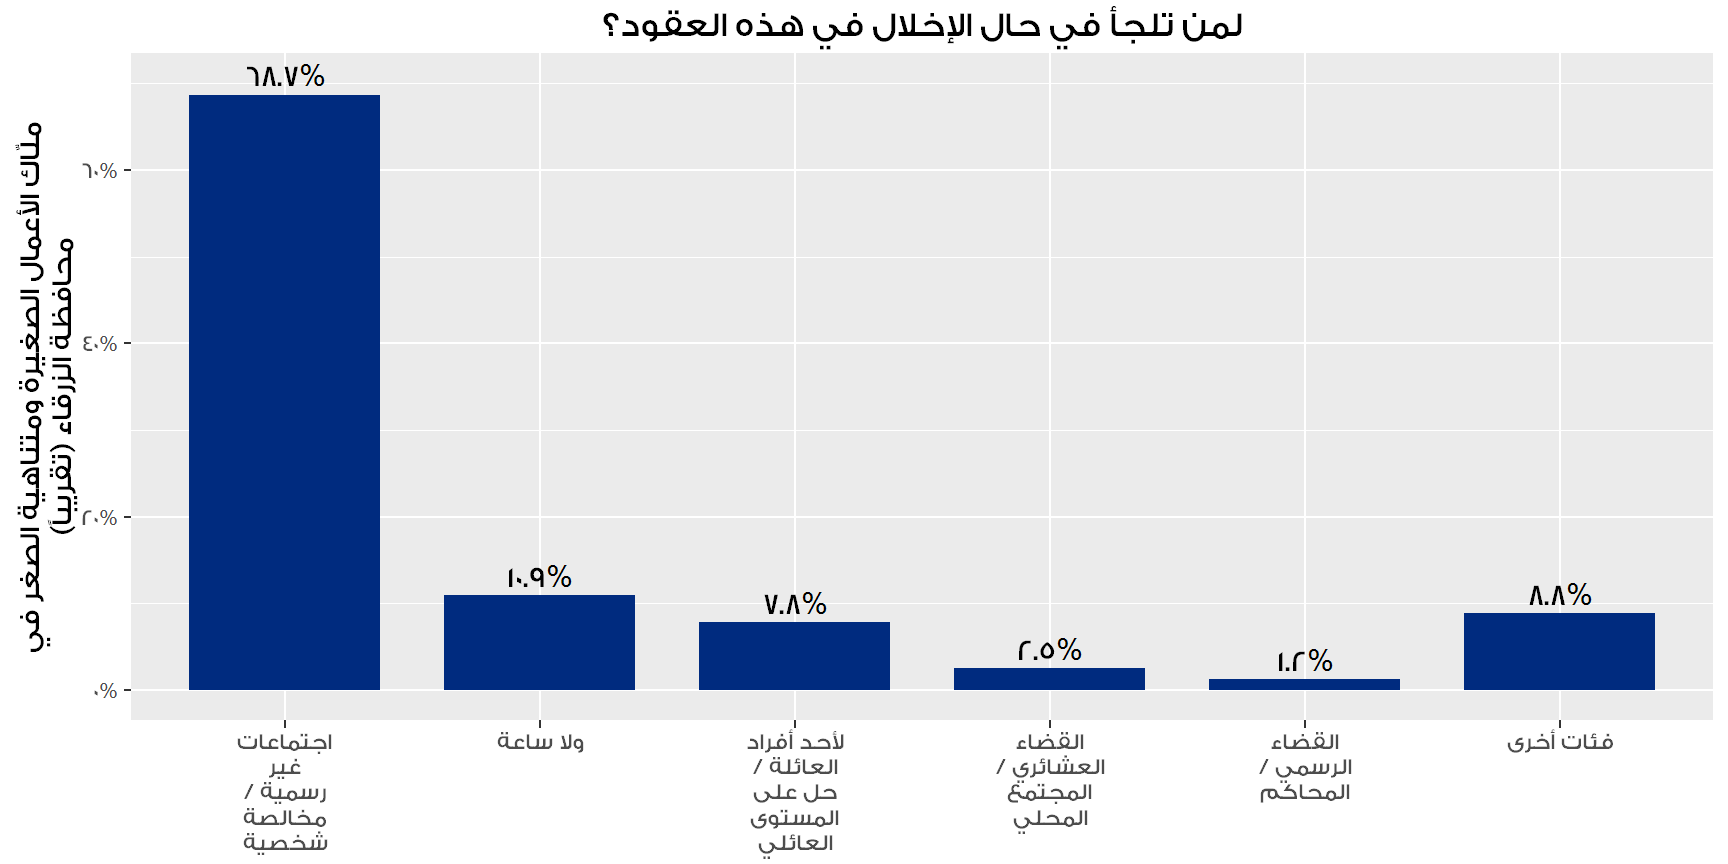 لمن تلجأ في حال الإخلال في هذه العقود؟
ملّاك الأعمال الصغيرة ومتناهية الصغر في
محافظة الزرقاء (تقريباً)
٦٠%
٤٠%
٢٠%
٠%
٦٨.٧%
١٠.٩%
٧.٨%
٢.٥%
١.٢%
٨.٨%
اجتماعات
غير
رسمية /
مخالصة
شخصية
ولا ساعة
لأحد أفراد
العائلة /
حل على
المستوى
العائلي
القضاء
العشائري /
المجتمع
المحلي
القضاء
الرسمي /
المحاكم
فئات أخرى